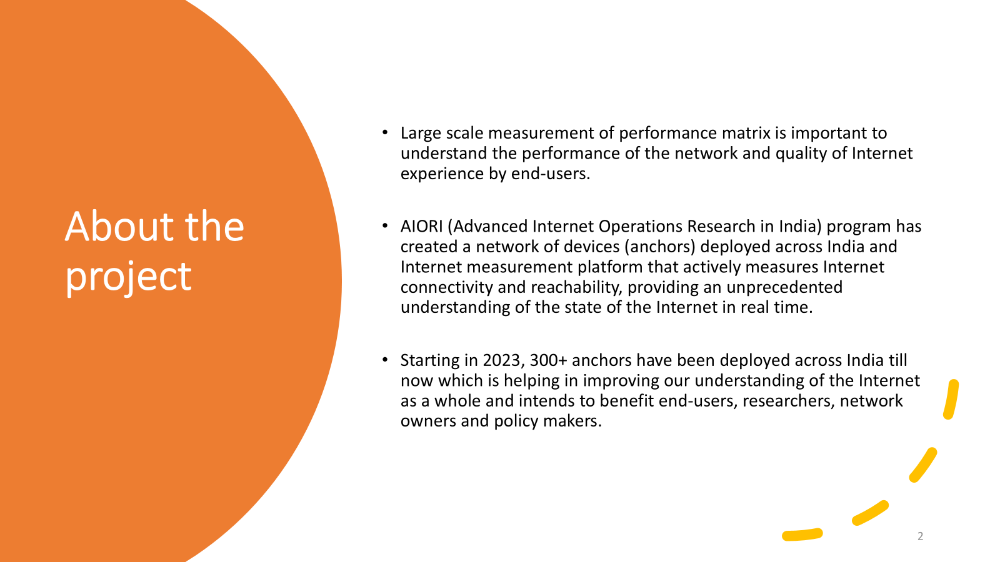 About the
project
• Large scale measurement of performance matrix is important to
understand the performance of the network and quality of Internet
experience by end-users.
• AIORI (Advanced Internet Operations Research in India) program has
created a network of devices (anchors) deployed across India and
Internet measurement platform that actively measures Internet
connectivity and reachability, providing an unprecedented
understanding of the state of the Internet in real time.
• Starting in 2023, 300+ anchors have been deployed across India till
now which is helping in improving our understanding of the Internet
as a whole and intends to benefit end-users, researchers, network
owners and policy makers.
2